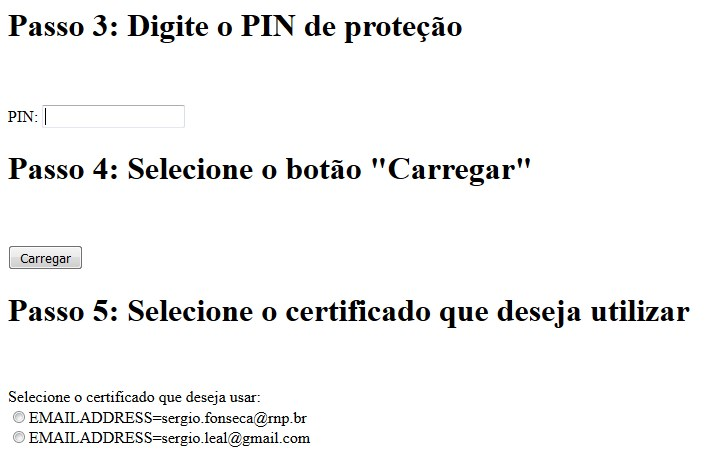 Passo 3: Digite o PIN de proteção
PIN:
Passo 4: Selecione o botão "Carregar"
Carregar
Passo 5: Selecione o certificado que deseja utilizar
Selecione o certificado que deseja usar:
EMAILADDRESS=sergio.fonseca@rnp.br
EMAILADDRESS=sergio.leal@gmail.com